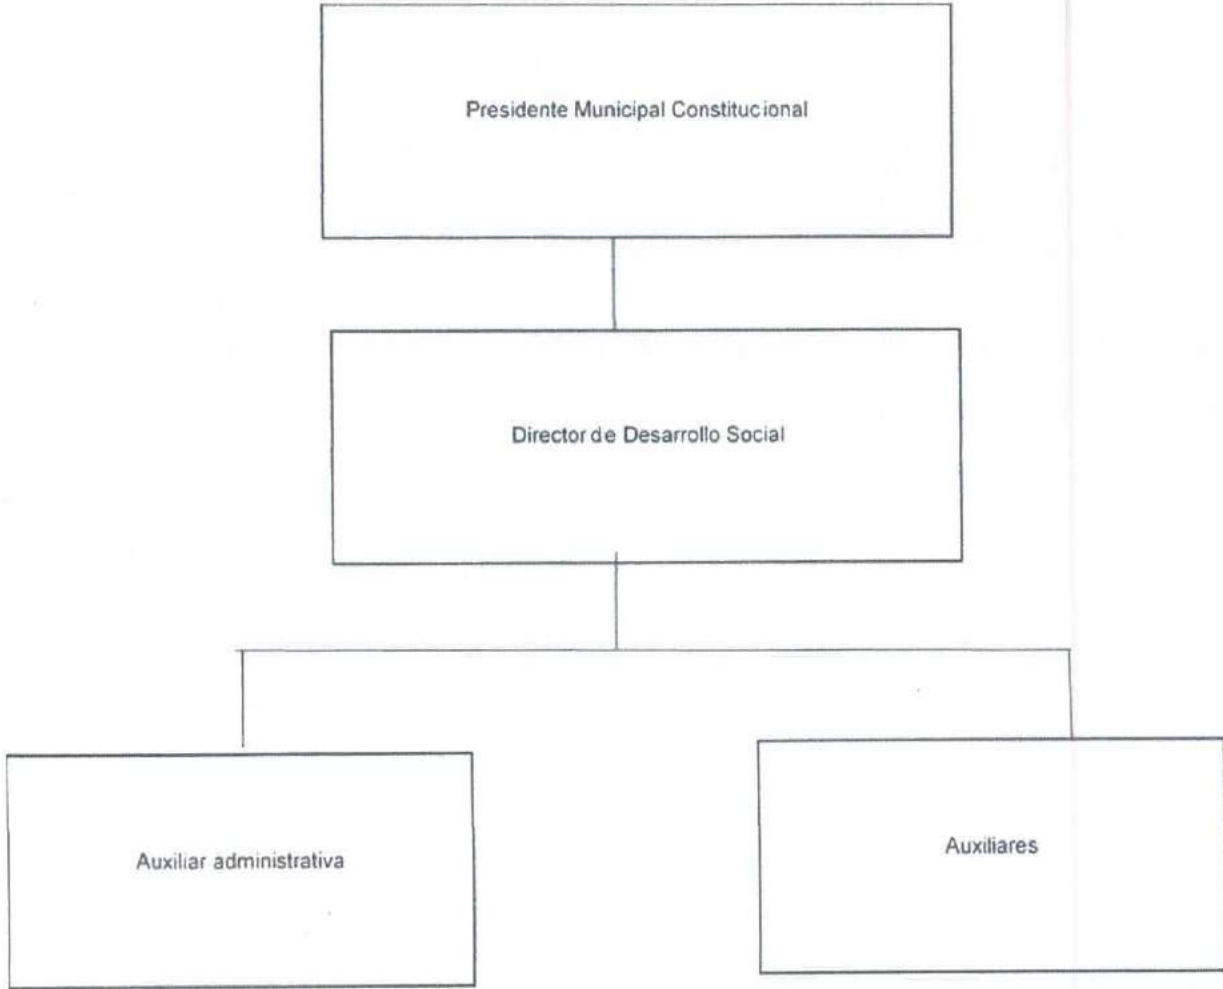 Presidente Municipal Constitucional
Director de Desarrollo Social
Auxiliar administrativa
Auxiliares